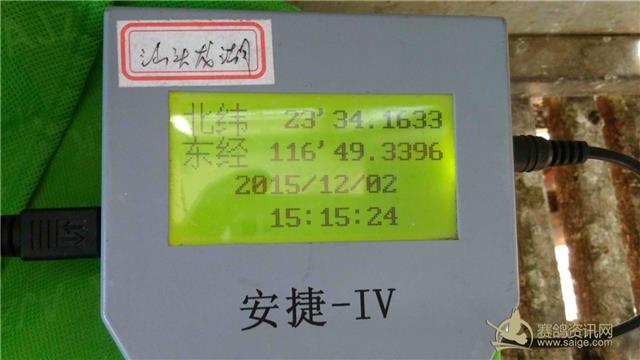 汕头龙湖
北纬 23'34.1633
东经 116'49.3396
2015/12/02
15:15:24
安捷-IV
赛鸽资讯网
www.saige.com